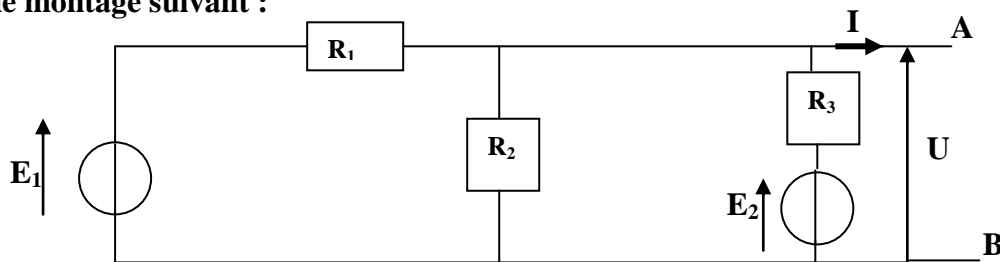 le montage suivant :
I
A
R₁
R₃
R₂
U
E₁
E₂
B